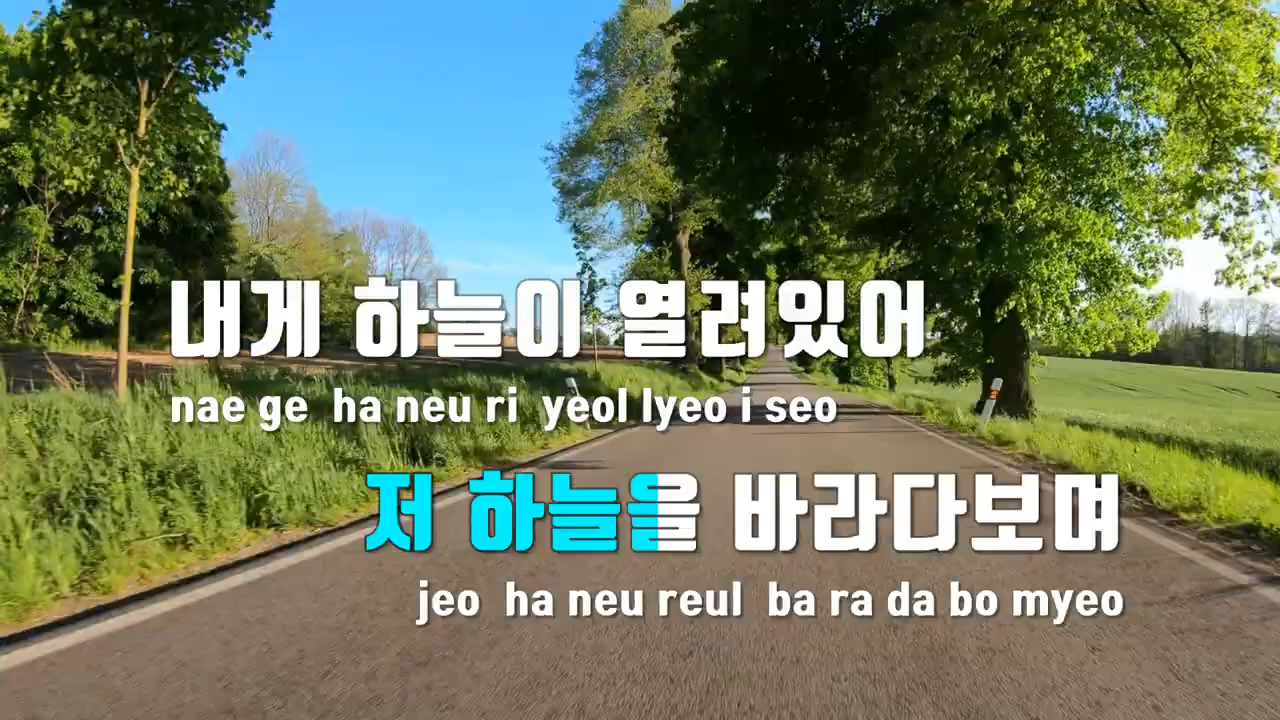 내게 하늘이 열려있어
nae ge ha neu ri yeol lyeo i seo
저 하늘을 바라다보며
jeo ha neu reul ba ra da bo myeo